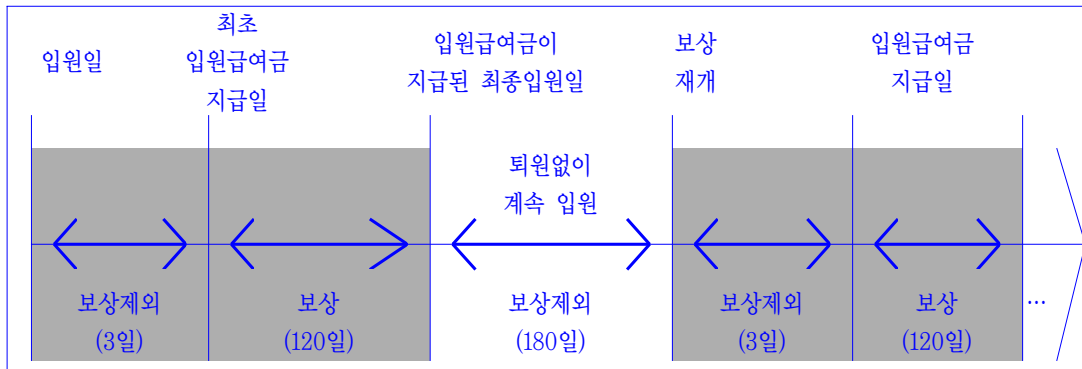 입원일
최초
입원급여금
지급일
입원급여금이
지급된 최종입원일
보상
재개
입원급여금
지급일
퇴원없이
계속 입원
보상제외
(3일)
보상
(120일)
보상제외
(180일)
보상제외
(3일)
보상
(120일)
…